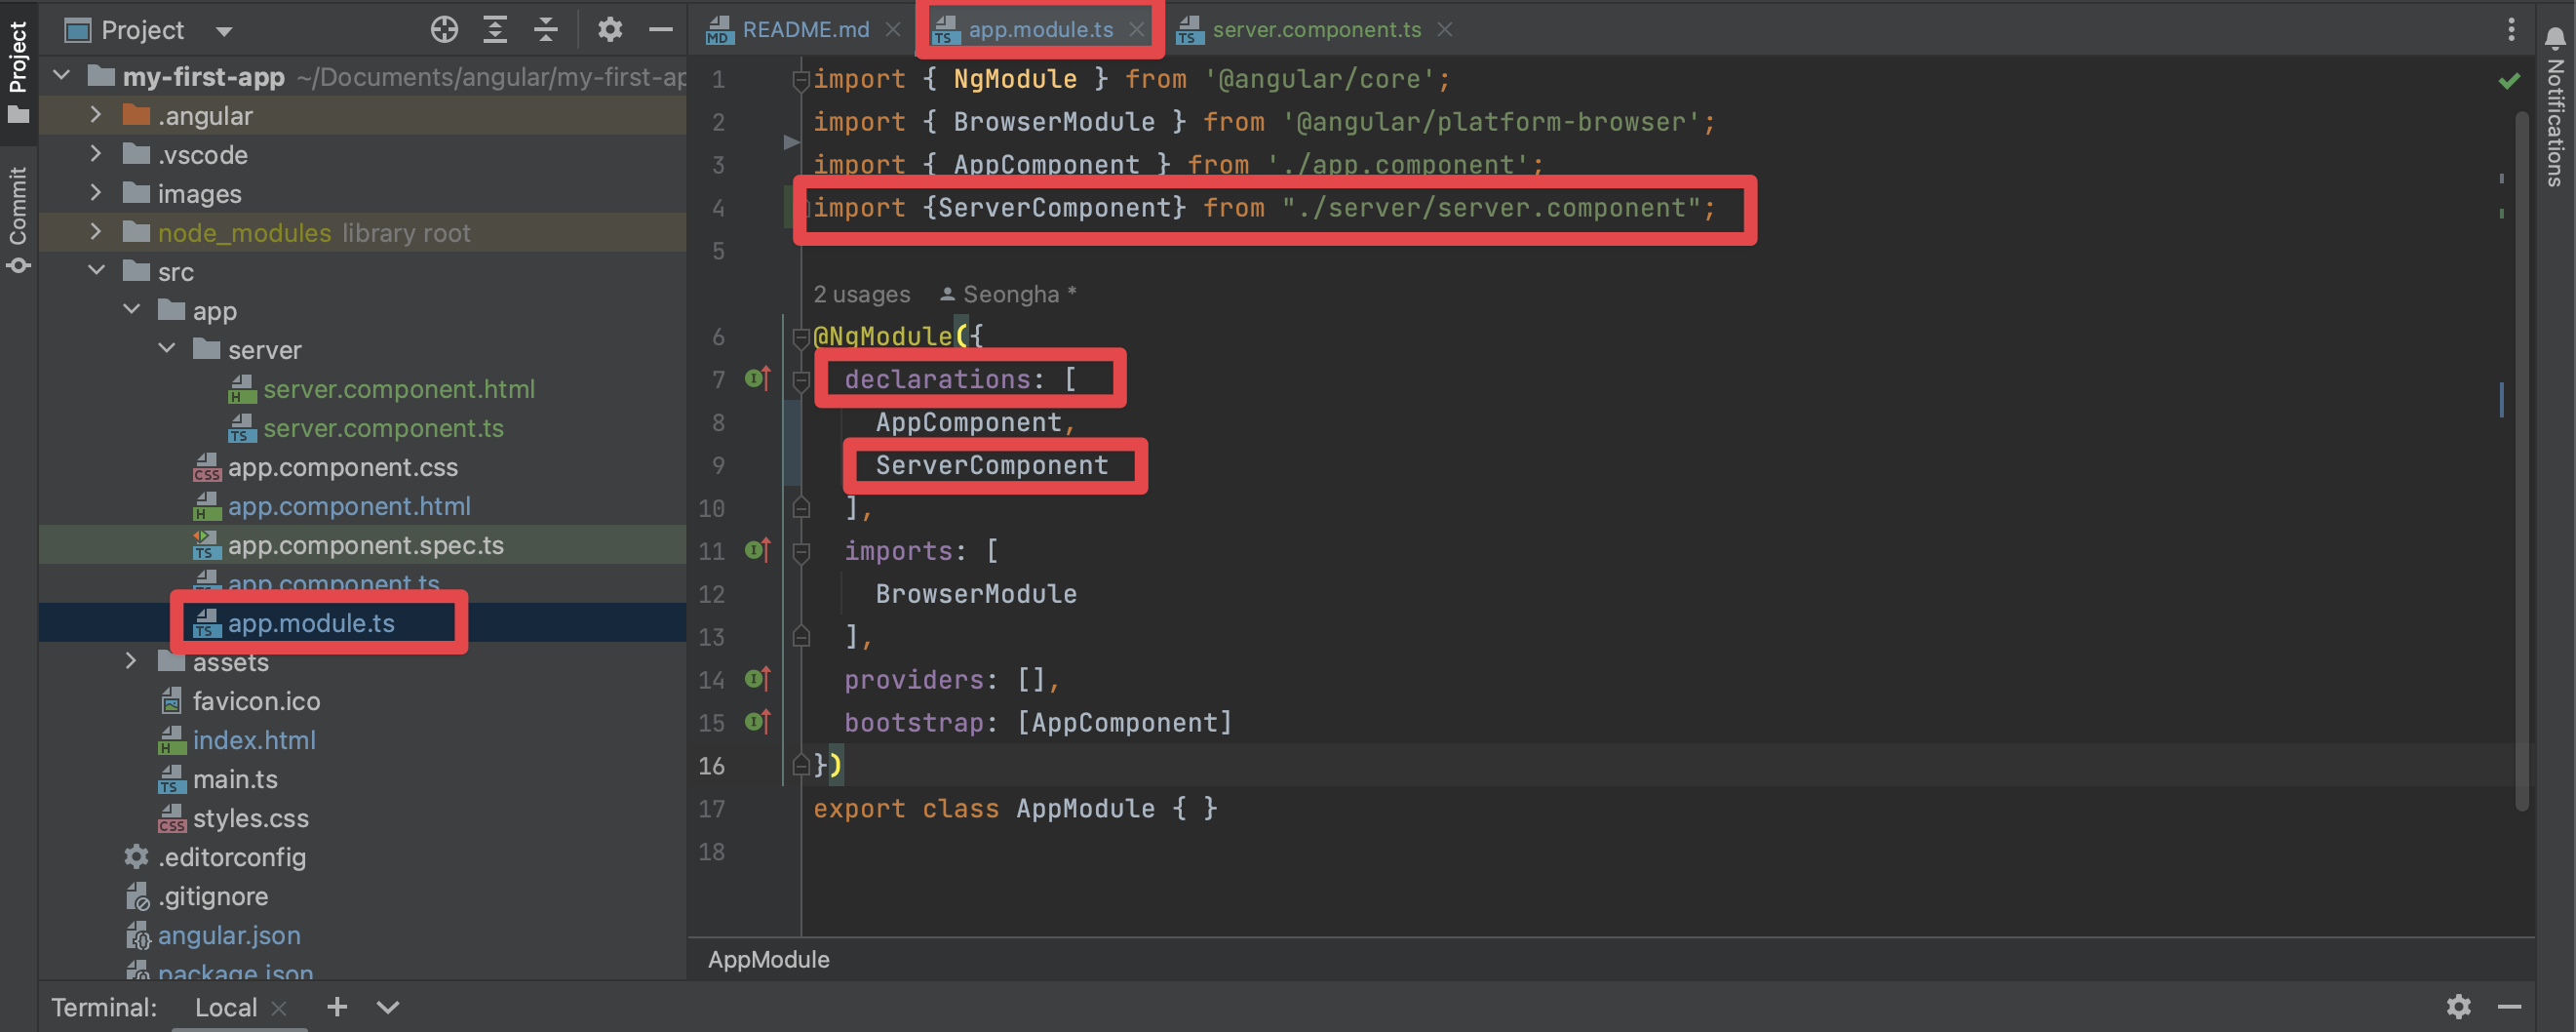 Project
Commit
Project
my-first-app ~/Documents/angular/my-first-ap
.angular
.vscode
images
node_modules library root
src
app
server
server.component.html
server.component.ts
app.component.css
app.component.html
app.component.spec.ts
app.component.ts
app.module.ts
assets
favicon.ico
index.html
main.ts
styles.css
.editorconfig
.gitignore
angular.json
package.json
README.md
app.module.ts
server.component.ts
1 import { NgModule } from '@angular/core';
2 import { BrowserModule } from '@angular/platform-browser';
3 import { AppComponent } from './app.component';
4 import {ServerComponent} from "./server/server.component";
5
2 usages Seongha *
6 @NgModule({
7 declarations: [
8 AppComponent,
9 ServerComponent
10 ],
11 imports: [
12 BrowserModule
13 ],
14 providers: [],
15 bootstrap: [AppComponent]
16 })
17 export class AppModule { }
18
AppModule
Notifications
Terminal: Local